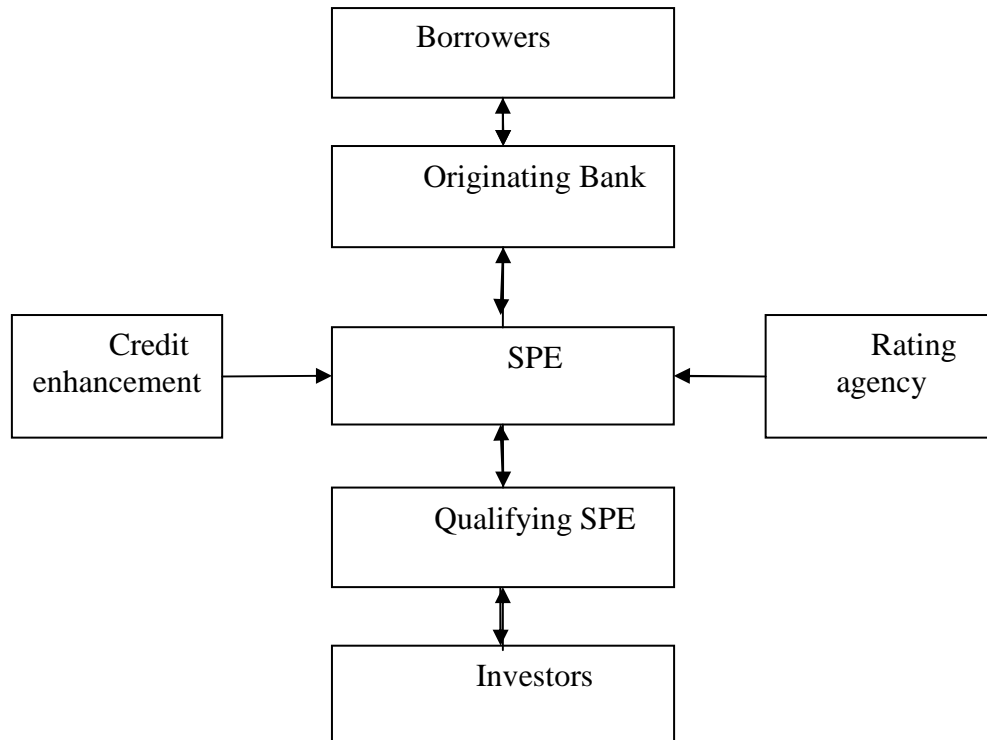 Borrowers
Originating Bank
Credit
enhancement
SPE
Rating
agency
Qualifying SPE
Investors